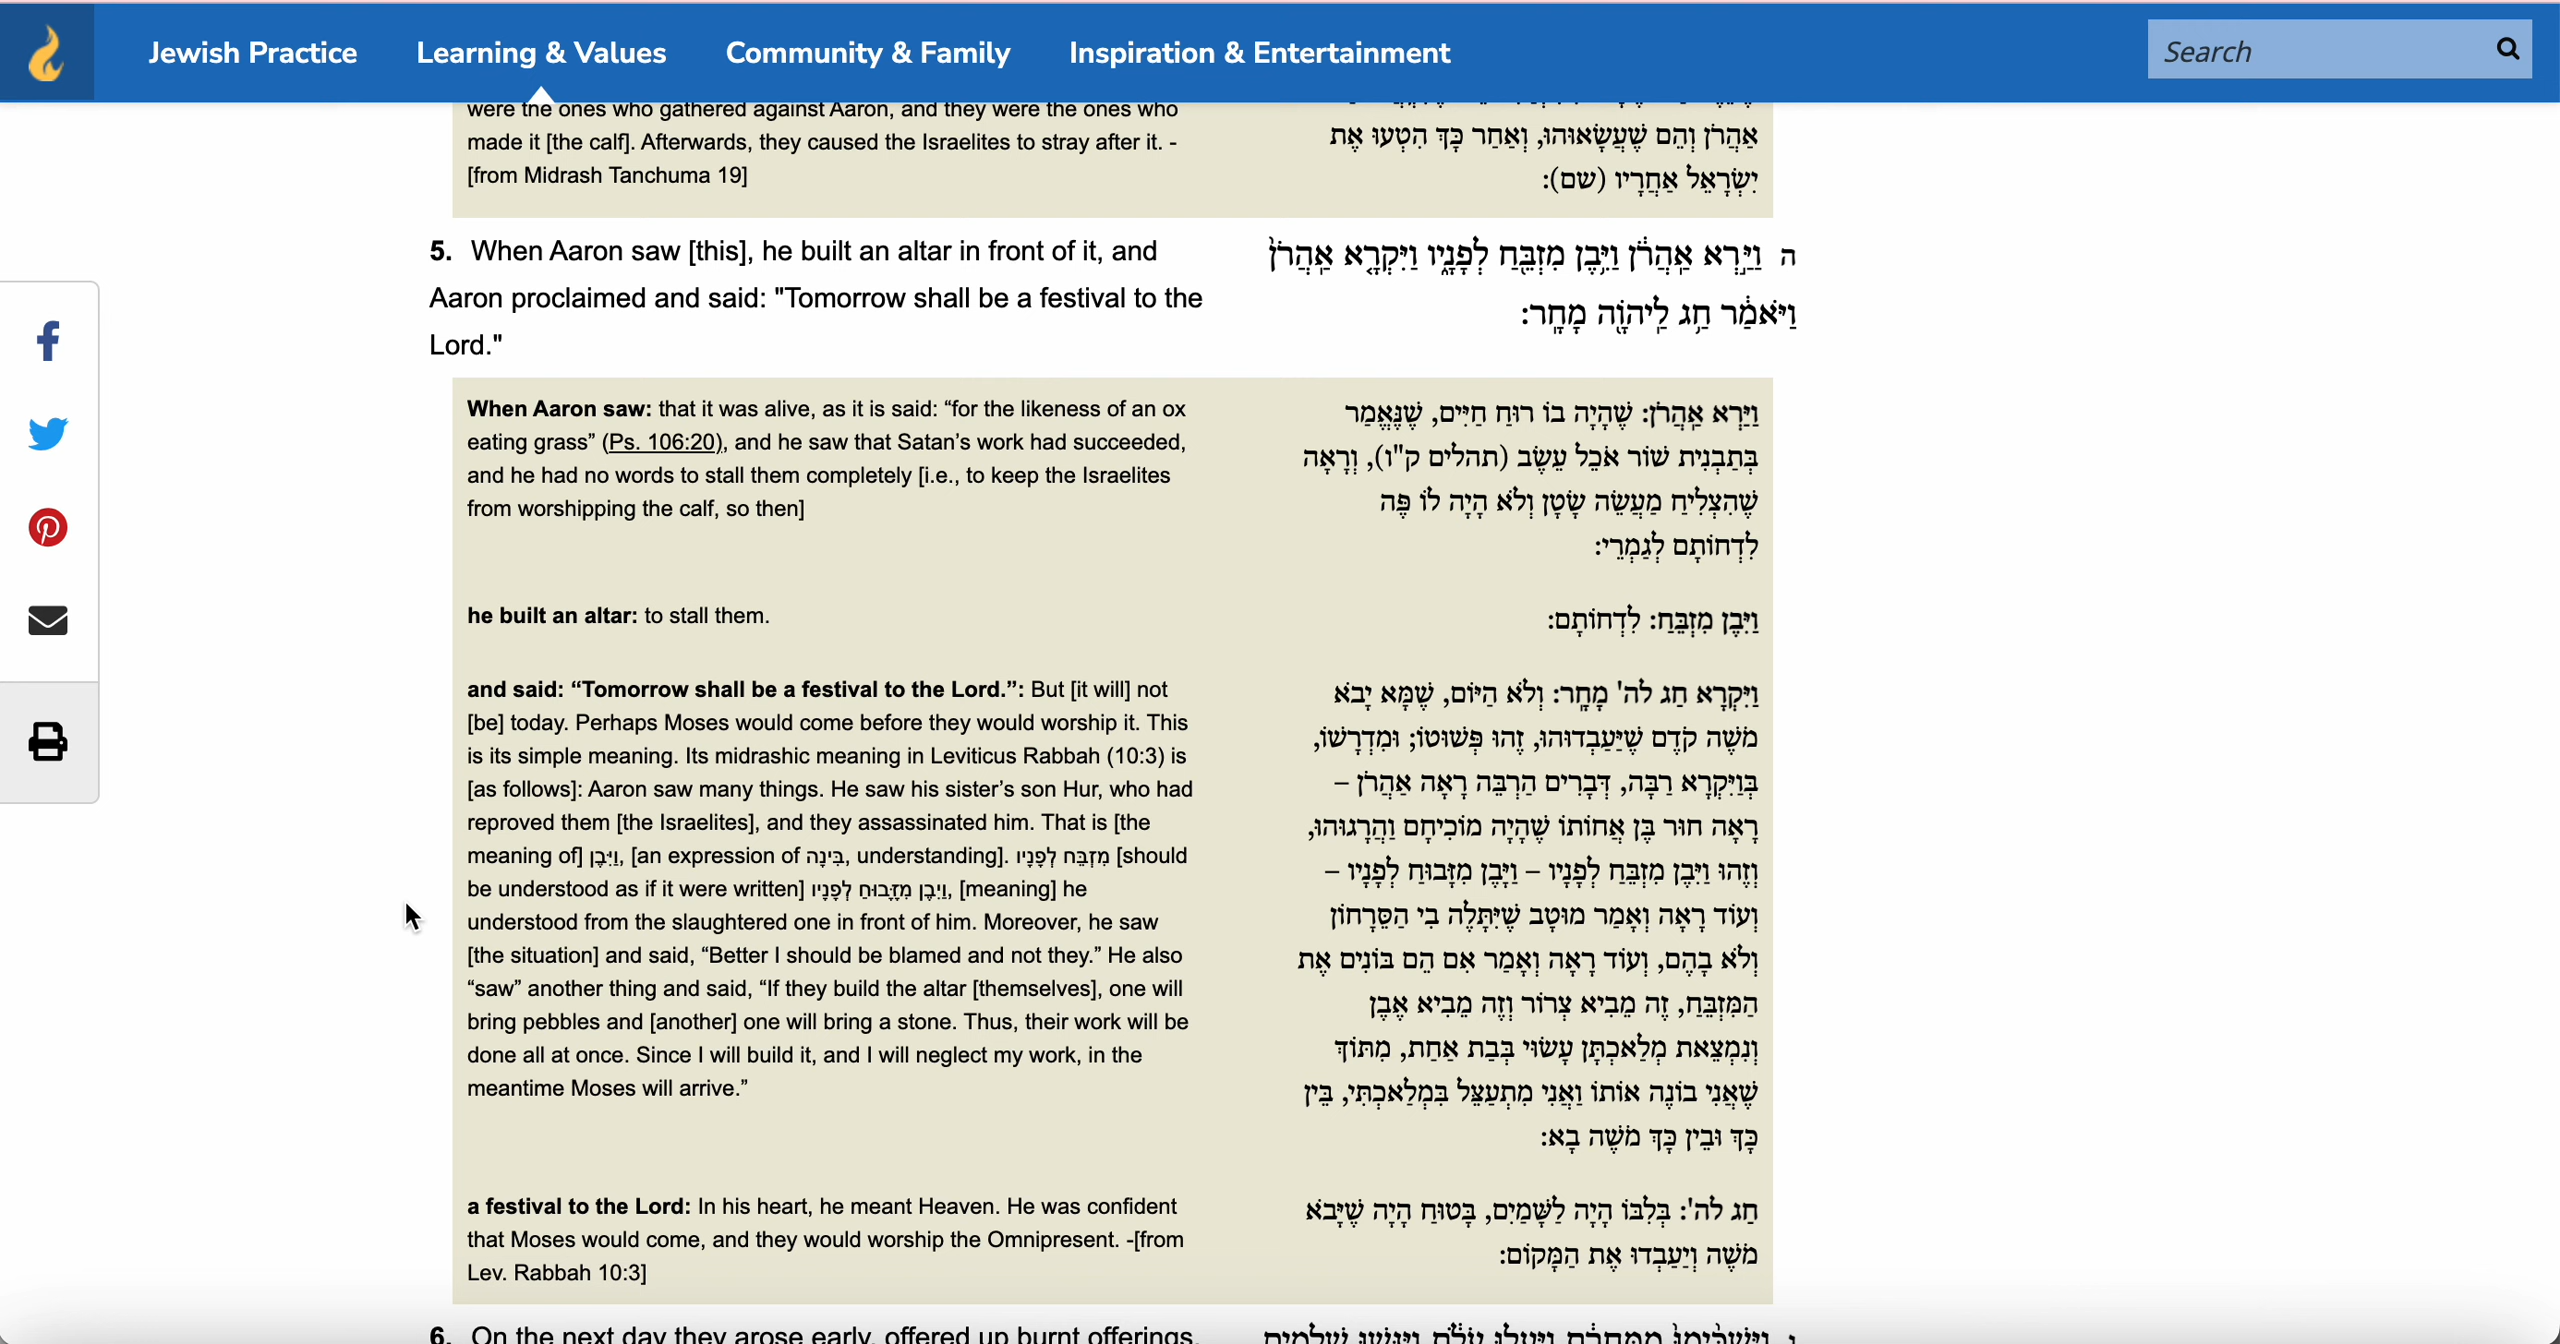 Jewish Practice
Learning & Values
Community & Family
Inspiration & Entertainment
Search
were the ones who gathered against Aaron, and they were the ones who
made it [the calf]. Afterwards, they caused the Israelites to stray after it. -
[from Midrash Tanchuma 19]
אַהֲרֹן וְהֵם שֶׁעֲשָׂאוּהוּ, וְאַחַר כָּךְ הִטְעוּ אֶת
יִשְׂרָאֵל אַחֲרָיו (שם):
5. When Aaron saw [this], he built an altar in front of it, and
Aaron proclaimed and said: "Tomorrow shall be a festival to the
Lord."
ה וַיַּ֣רְא אַֽהֲרֹ֔ן וַיִּ֥בֶן מִזְבֵּ֖חַ לְפָנָ֑יו וַיִּקְרָ֤א אַֽהֲרֹן֙
וַיֹּאמַ֔ר חַ֥ג לַֽיהֹוָ֖ה מָחָֽר:
When Aaron saw: that it was alive, as it is said: “for the likeness of an ox
eating grass” (Ps. 106:20), and he saw that Satan’s work had succeeded,
and he had no words to stall them completely [i.e., to keep the Israelites
from worshipping the calf, so then]
וַיַּרְא אַֽהֲרֹן: שֶׁהָיָה בוֹ רוּחַ חַיִּים, שֶׁנֶּאֱמַר
בְּתַבְנִית שׁוֹר אֹכֵל עֵשֶׂב (תהלים ק"ו), וְרָאָה
שֶׁהִצְלִיחַ מַעֲשֵׂה שָׂטָן וְלֹא הָיָה לוֹ פֶּה
לִדְחוֹתָם לְגַמְרֵי:
he built an altar: to stall them.
וַיִּבֶן מִזְבֵּחַ: לִדְחוֹתָם:
and said: “Tomorrow shall be a festival to the Lord.”: But [it will] not
[be] today. Perhaps Moses would come before they would worship it. This
is its simple meaning. Its midrashic meaning in Leviticus Rabbah (10:3) is
[as follows]: Aaron saw many things. He saw his sister’s son Hur, who had
reproved them [the Israelites], and they assassinated him. That is [the
meaning of] וַיִּבֶן, [an expression of בִּינָה, understanding]. מִזְבֵּחַ לְפָנָיו [should
be understood as if it were written] וַיִבֶן מִזָּבוּחַ לְפָנָיו, [meaning] he
understood from the slaughtered one in front of him. Moreover, he saw
[the situation] and said, “Better I should be blamed and not they.” He also
“saw” another thing and said, “If they build the altar [themselves], one will
bring pebbles and [another] one will bring a stone. Thus, their work will be
done all at once. Since I will build it, and I will neglect my work, in the
meantime Moses will arrive.”
וַיִּקְרָא חַג לה' מָחָֽר: וְלֹא הַיּוֹם, שֶׁמָּא יָבֹא
מֹשֶׁה קֹדֶם שֶׁיַּעַבְדוּהוּ, זֶהוּ פְּשׁוּטוֹ; וּמִדְרָשׁוֹ,
בְּוַיִּקְרָא רַבָּה, דְּבָרִים הַרְבֵּה רָאָה אַהֲרֹן –
רָאָה חוּר בֶּן אֲחוֹתוֹ שֶׁהָיָה מוֹכִיחָם וַהֲרָגוּהוּ,
וְזֶהוּ וַיִּבֶן מִזְבֵּחַ לְפָנָיו – וַיָּבֶן מִזָּבוּחַ לְפָנָיו –
וְעוֹד רָאָה וְאָמַר מוּטָב שֶׁיִּתָּלֶה בִי הַסֵּרָחוֹן
וְלֹא בָהֶם, וְעוֹד רָאָה וְאָמַר אִם הֵם בּוֹנִים אֶת
הַמִּזְבֵּחַ, זֶה מֵבִיא צְרוֹר וְזֶה מֵבִיא אֶבֶן
וְנִמְצֵאת מְלַאכְתָּן עָשׂוּי בְּבַת אַחַת, מִתּוֹךְ
שֶׁאֲנִי בוֹנֶה אוֹתוֹ וַאֲנִי מִתְעַצֵּל בִּמְלַאכְתִּי, בֵּין
כָּךְ וּבֵין כָּךְ מֹשֶׁה בָא:
a festival to the Lord: In his heart, he meant Heaven. He was confident
that Moses would come, and they would worship the Omnipresent. -[from
Lev. Rabbah 10:3]
חַג לה': בְּלִבּוֹ הָיָה לַשָּׁמַיִם, בָּטוּחַ הָיָה שֶׁיָּבֹא
מֹשֶׁה וְיַעַבְדוּ אֶת הַמָּקוֹם:
6. On the next day they arose early, offered up burnt offerings,
ו וַיַּשְׁכִּ֨ימוּ֙ מִמָּ֣חֳרָ֔ת וַיַּֽעֲל֣וּ עֹלֹ֔ת וַיַּגִּ֖שׁוּ שְׁלָמִ֑ים